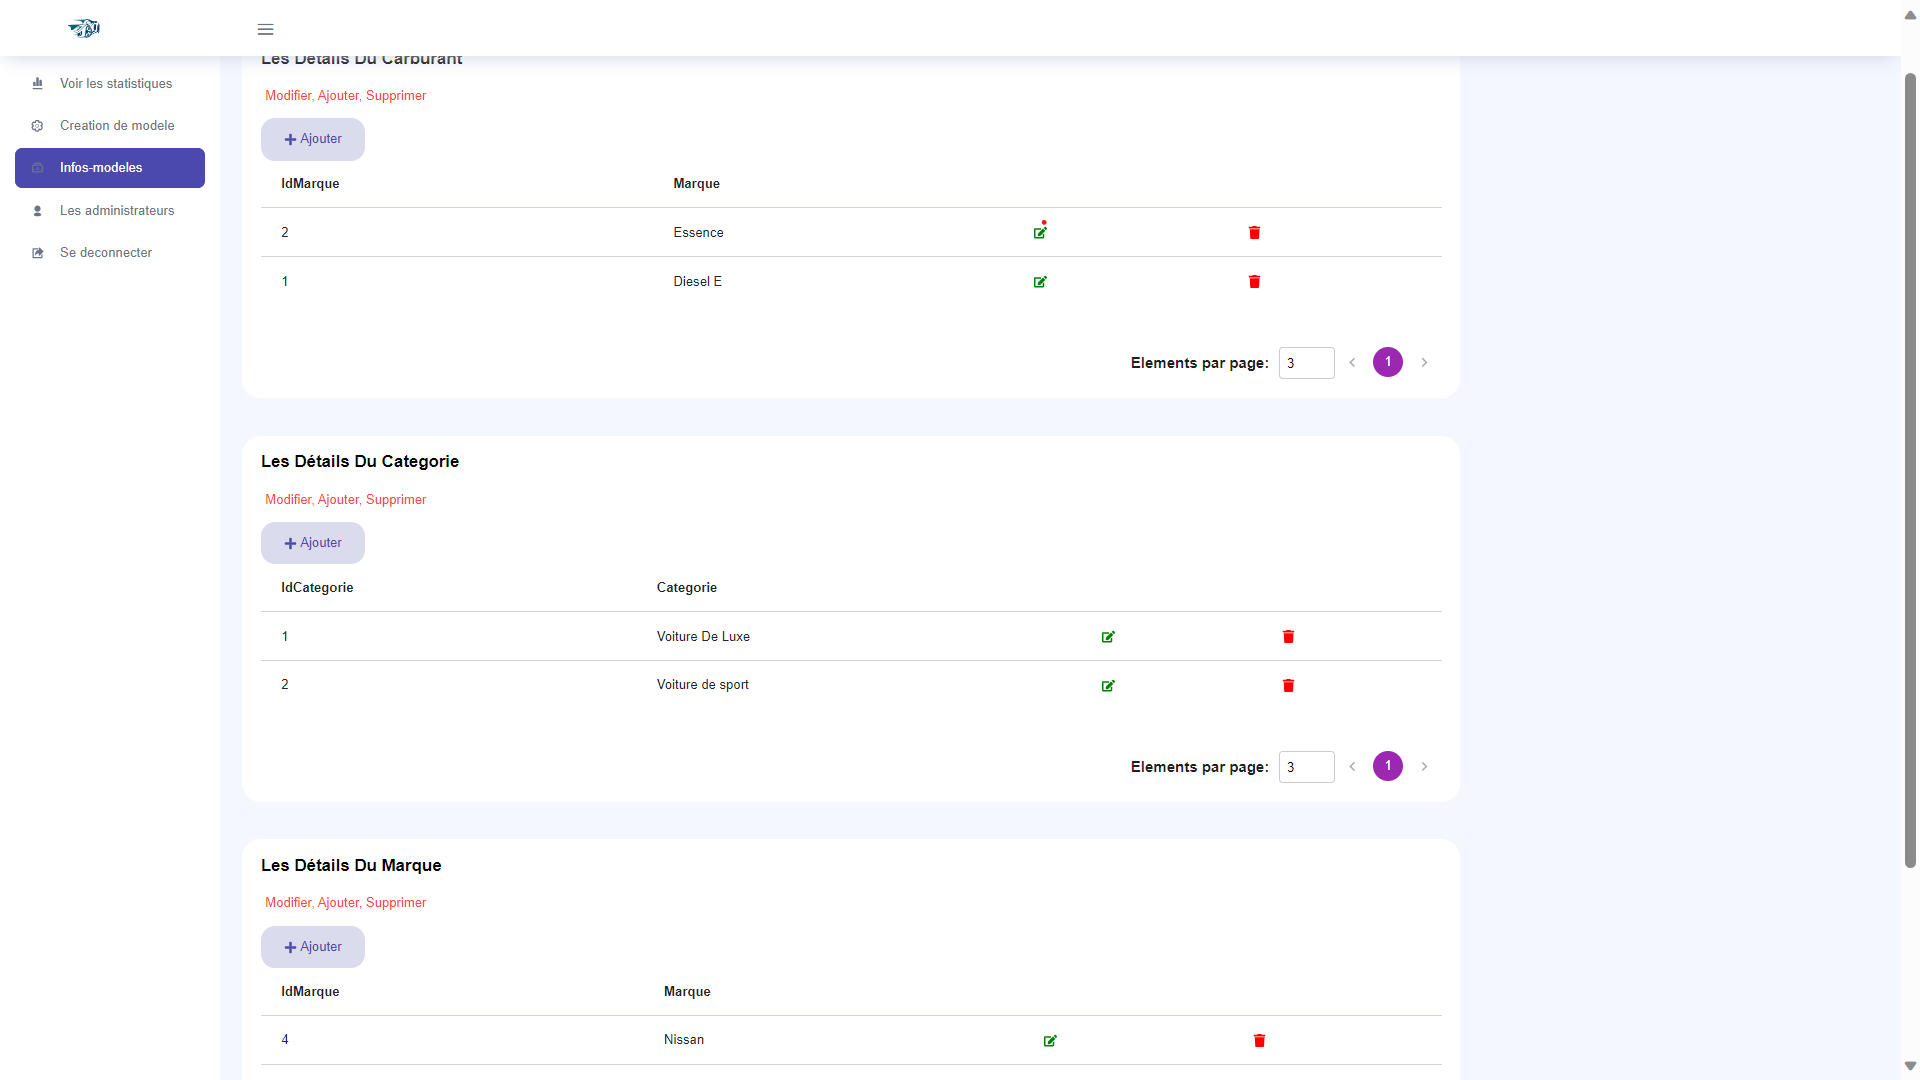 Les Détails Du Carburant
Voir les statistiques
Modifier, Ajouter, Supprimer
Creation de modele
Ajouter
Infos-modeles
IdMarque Marque
Les administrateurs
2 Essence
Se deconnecter
1 Diesel E
Elements par page: 3 1
Les Détails Du Categorie
Modifier, Ajouter, Supprimer
Ajouter
IdCategorie Categorie
1 Voiture De Luxe
2 Voiture de sport
Elements par page: 3 1
Les Détails Du Marque
Modifier, Ajouter, Supprimer
Ajouter
IdMarque Marque
4 Nissan